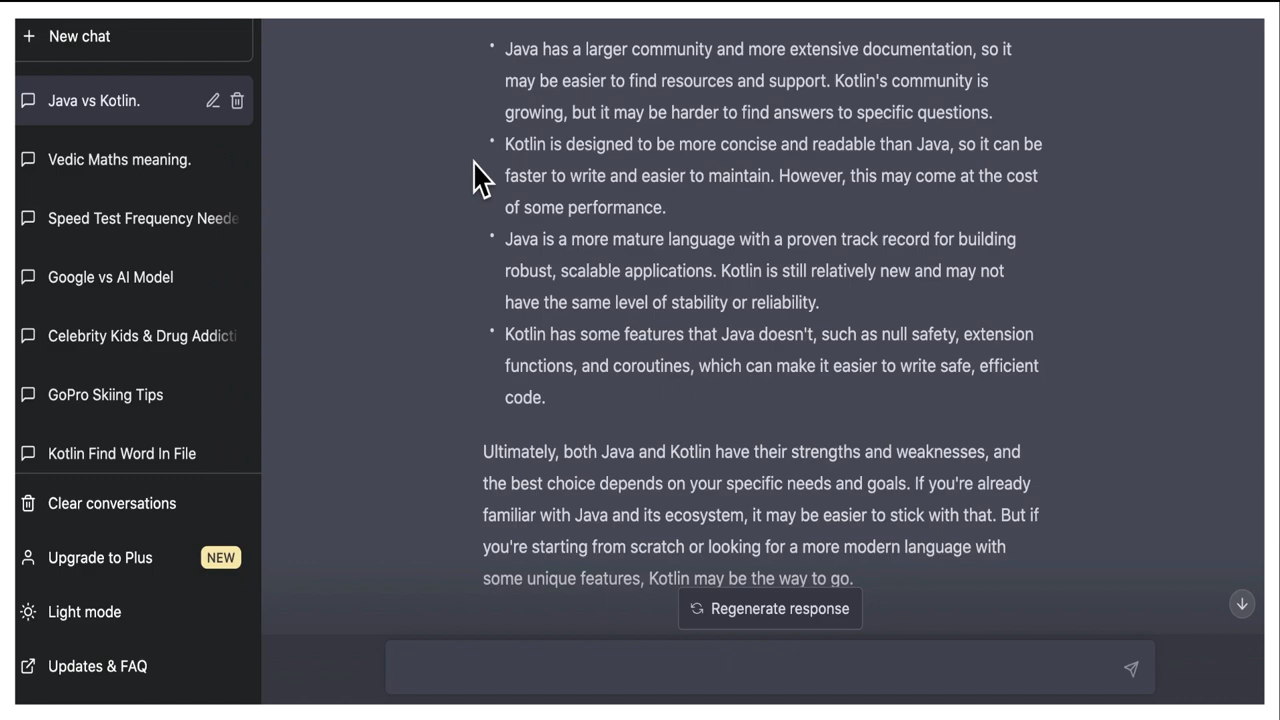 New chat
Java vs Kotlin.
Vedic Maths meaning.
Speed Test Frequency Neede
Google vs AI Model
Celebrity Kids & Drug Addicti
GoPro Skiing Tips
Kotlin Find Word In File
Clear conversations
Upgrade to Plus NEW
Light mode
Updates & FAQ
• Java has a larger community and more extensive documentation, so it
may be easier to find resources and support. Kotlin's community is
growing, but it may be harder to find answers to specific questions.
• Kotlin is designed to be more concise and readable than Java, so it can be
faster to write and easier to maintain. However, this may come at the cost
of some performance.
• Java is a more mature language with a proven track record for building
robust, scalable applications. Kotlin is still relatively new and may not
have the same level of stability or reliability.
• Kotlin has some features that Java doesn't, such as null safety, extension
functions, and coroutines, which can make it easier to write safe, efficient
code.
Ultimately, both Java and Kotlin have their strengths and weaknesses, and
the best choice depends on your specific needs and goals. If you're already
familiar with Java and its ecosystem, it may be easier to stick with that. But if
you're starting from scratch or looking for a more modern language with
some unique features, Kotlin may be the way to go.
Regenerate response